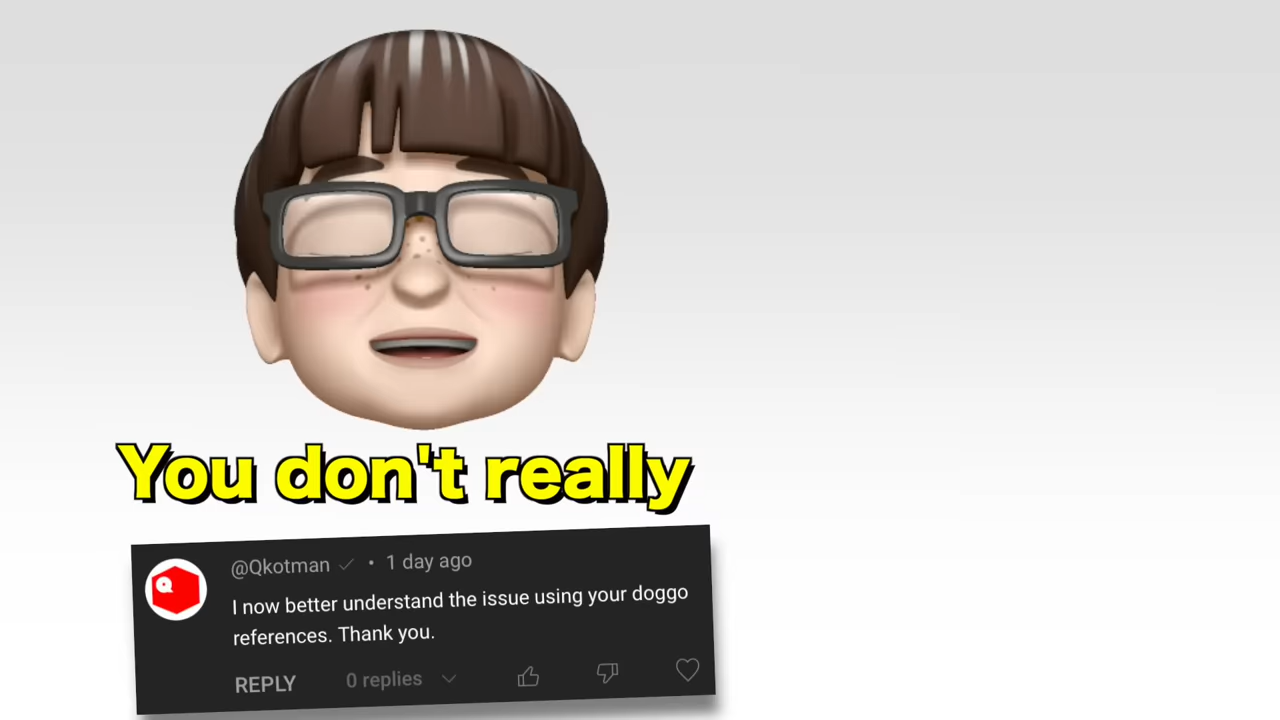 You don't really
@Qkotman ✓ • 1 day ago
I now better understand the issue using your doggo
references. Thank you.
REPLY 0 replies